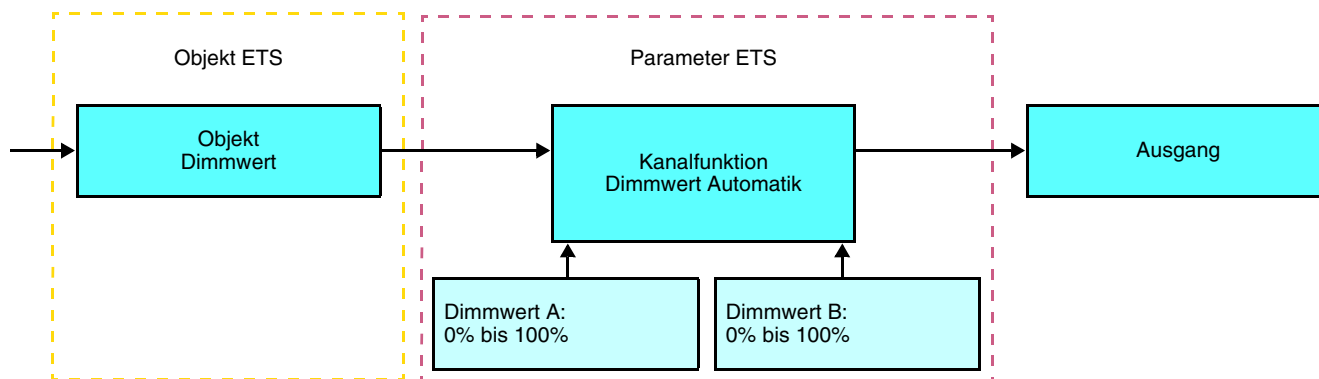 Objekt ETS
Parameter ETS
Objekt
Dimmwert
Kanalfunktion
Dimmwert Automatik
Ausgang
Dimmwert A:
0% bis 100%
Dimmwert B:
0% bis 100%